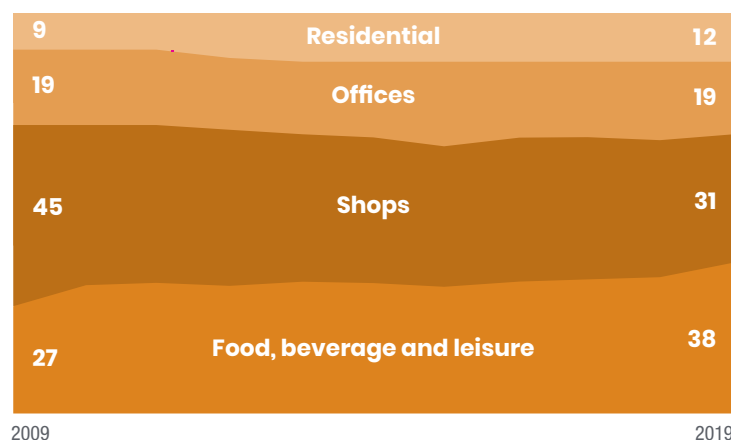 9 Residential 12
19 Offices 19
45 Shops 31
27 Food, beverage and leisure 38
2009 2019